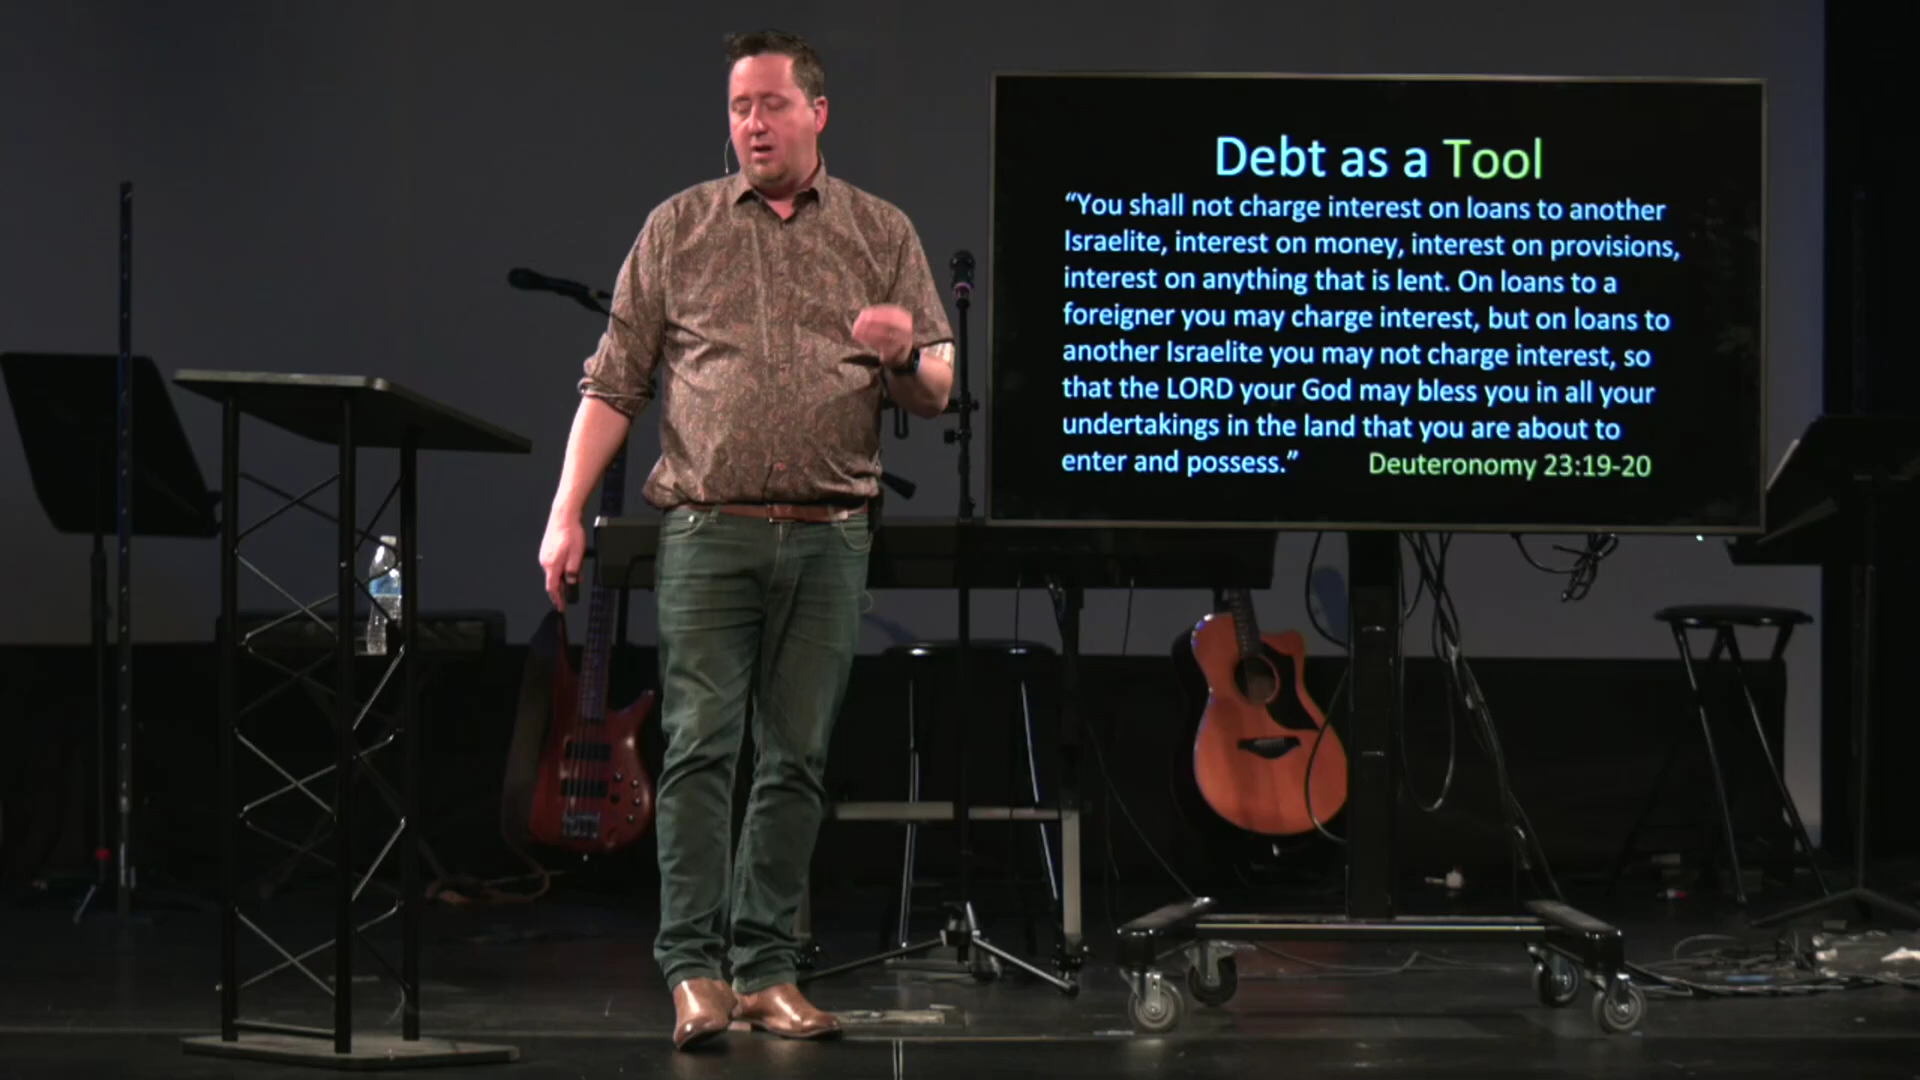 Debt as a Tool
“You shall not charge interest on loans to another
Israelite, interest on money, interest on provisions,
interest on anything that is lent. On loans to a
foreigner you may charge interest, but on loans to
another Israelite you may not charge interest, so
that the LORD your God may bless you in all your
undertakings in the land that you are about to
enter and possess.” Deuteronomy 23:19-20